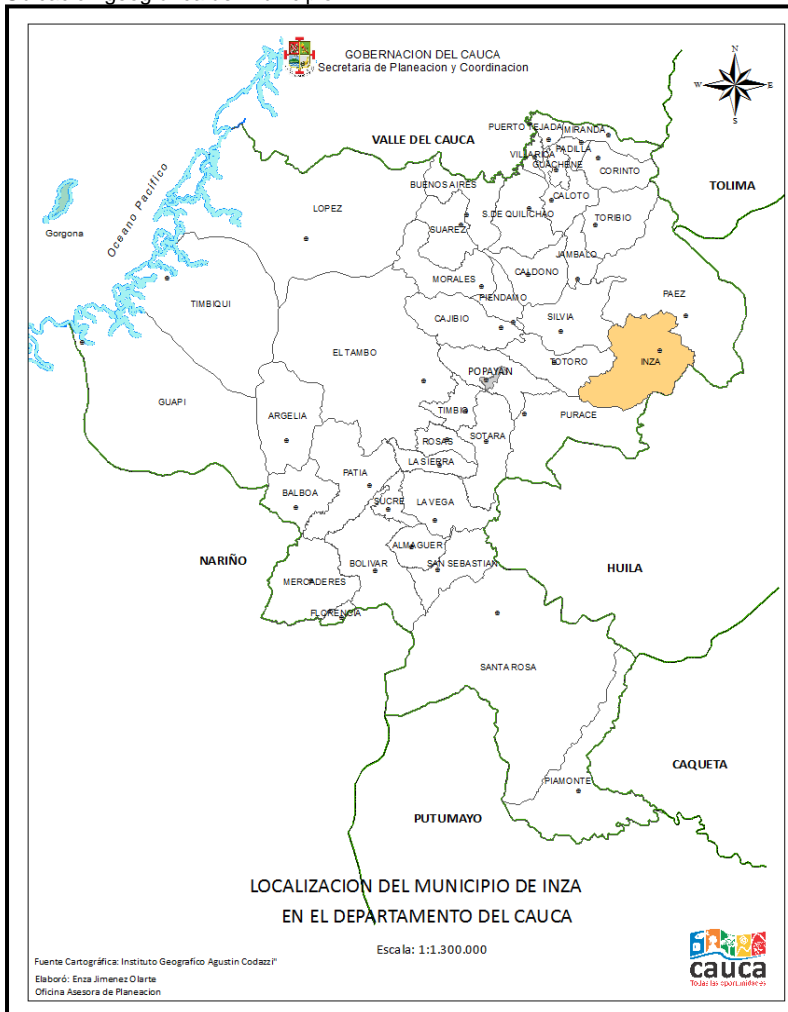 GOBERNACION DEL CAUCA
Secretaria de Planeacion y Coordinacion
N
W
E
S
VALLE DEL CAUCA
PUERTO TEJADA
MIRANDA
PADILLA
VILLARICA
GUACHENE
CORINTO
TOLIMA
BUENOS AIRES
CALOTO
LOPEZ
S.DE QUILICHAO
TORIBIO
SUAREZ
Gorgona
Oceano Pacifico
JAMBALO
MORALES
CALDONO
PAEZ
TIMBIQUI
PIENDAMO
CAJIBIO
SILVIA
EL TAMBO
TOTORO
INZA
POPAYAN
GUAPI
ARGELIA
TIMBIO
PURACE
ROSAS
SOTARA
LA SIERRA
PATIA
BALBOA
SUCRE
LA VEGA
ALMAGUER
NARIÑO
BOLIVAR
SAN SEBASTIAN
HUILA
MERCADERES
FLORENCIA
SANTA ROSA
CAQUETA
PIAMONTE
PUTUMAYO
LOCALIZACION DEL MUNICIPIO DE INZA
EN EL DEPARTAMENTO DEL CAUCA
Escala: 1:1.300.000
Fuente Cartográfica: Instituto Geografico Agustin Codazzi"
Elaboró: Enza Jimenez Olarte
Oficina Asesora de Planeacion
cauca
Todas las oportunidades